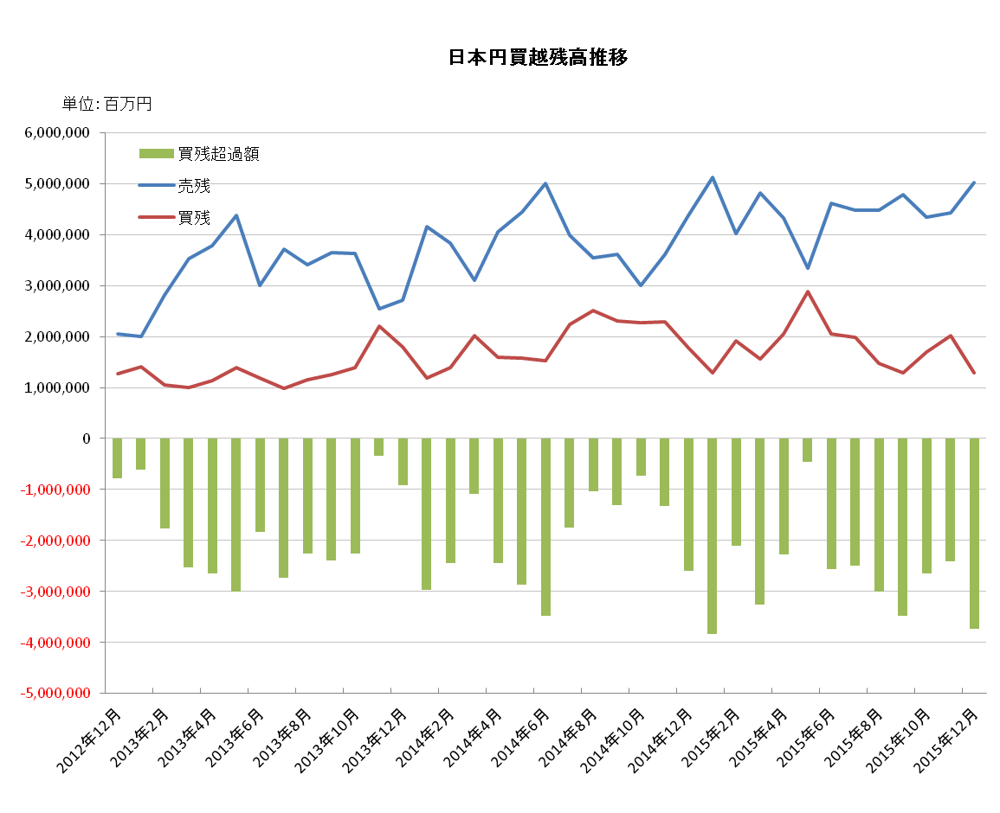 日本円買越残高推移
単位：百万円
6,000,000
5,000,000
4,000,000
3,000,000
2,000,000
1,000,000
0
-1,000,000
-2,000,000
-3,000,000
-4,000,000
-5,000,000
買残超過額
売残
買残
2012年12月
2013年2月
2013年4月
2013年6月
2013年8月
2013年10月
2013年12月
2014年2月
2014年4月
2014年6月
2014年8月
2014年10月
2014年12月
2015年2月
2015年4月
2015年6月
2015年8月
2015年10月
2015年12月